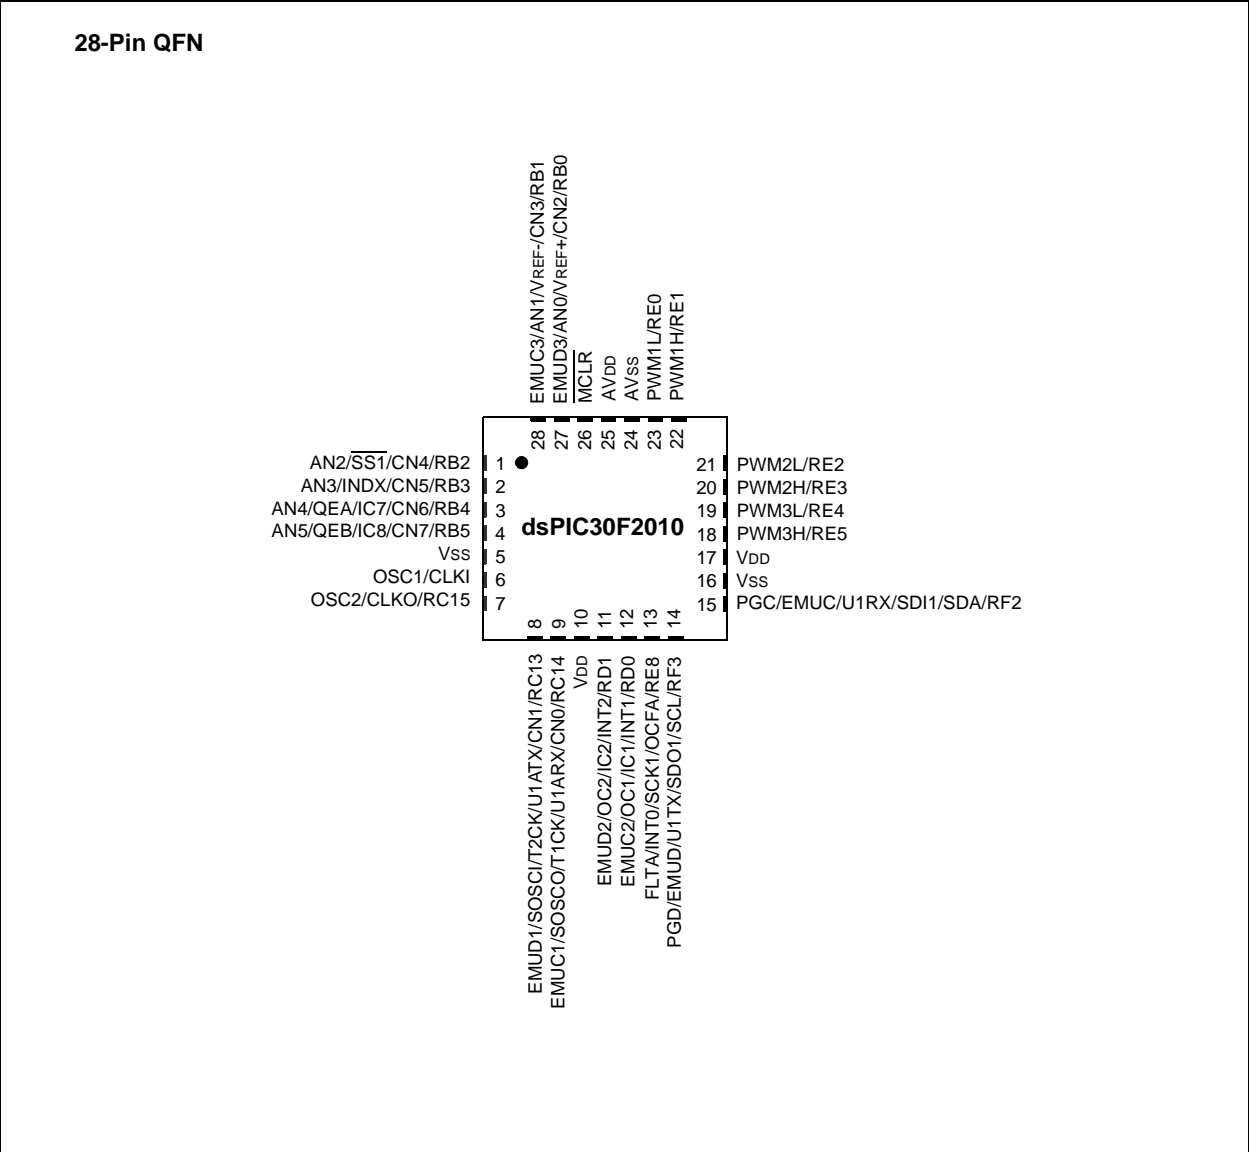 28-Pin QFN
EMUC3/AN1/VREF-/CN3/RB1
EMUD3/AN0/VREF+/CN2/RB0
MCLR
AVDD
AVSS
PWM1L/RE0
PWM1H/RE1
28
27
26
25
24
23
22
AN2/SS1/CN4/RB2 1
AN3/INDX/CN5/RB3 2
AN4/QEA/IC7/CN6/RB4 3
AN5/QEB/IC8/CN7/RB5 4
VSS 5
OSC1/CLKI 6
OSC2/CLKO/RC15 7
dsPIC30F2010
21 PWM2L/RE2
20 PWM2H/RE3
19 PWM3L/RE4
18 PWM3H/RE5
17 VDD
16 VSS
15 PGC/EMUC/U1RX/SDI1/SDA/RF2
8
9
10
11
12
13
14
EMUD1/SOSCI/T2CK/U1ATX/CN1/RC13
EMUC1/SOSCO/T1CK/U1ARX/CN0/RC14
VDD
EMUD2/OC2/IC2/INT2/RD1
EMUC2/OC1/IC1/INT1/RD0
FLTA/INT0/SCK1/OCFA/RE8
PGD/EMUD/U1TX/SDO1/SCL/RF3